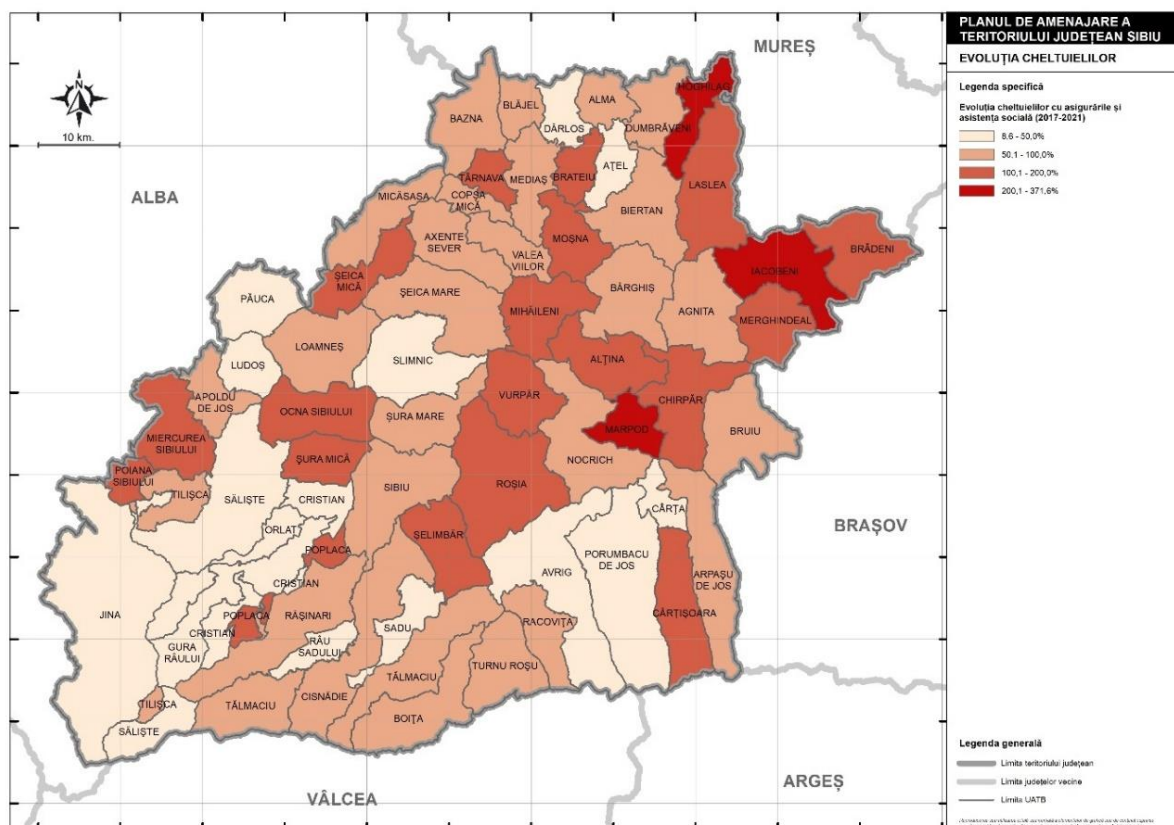 PLANUL DE AMENAJARE A
TERITORIULUI JUDEȚEAN SIBIU
EVOLUȚIA CHELTUIELILOR
Legenda specifică
Evoluția cheltuielilor cu asigurările și
asistența socială (2017-2021)
8,6 - 50,0%
50,1 - 100,0%
100,1 - 200,0%
200,1 - 371,6%
N
10 km.
MUREȘ
ALBA
BRAȘOV
ARGEȘ
VÂLCEA
HOGHILAG
BLĂJEL
ALMA
BAZNA
DÂRLOS
DUMBRĂVENI
AȚEL
TÂRNAVA
MEDIAȘ
BRATEIU
LASLEA
MICĂSASA
COPȘA
MICĂ
BIERTAN
AXENTE
SEVER
MOȘNA
VALEA
VIILOR
BRĂDENI
IACOBENI
ȘEICA
MICĂ
ȘEICA MARE
BÂRGHIȘ
PĂUCA
MIHĂILENI
AGNITA
MERGHINDEAL
LOAMNEȘ
SLIMNIC
ALȚINA
LUDOȘ
APOLDU
DE JOS
VURPĂR
CHIRPĂR
OCNA SIBIULUI
ȘURA MARE
MARPOD
BRUIU
MIERCUREA
SIBIULUI
ȘURA MICĂ
NOCRICH
POIANA
SIBIULUI
TILIȘCA
SĂLIȘTE
CRISTIAN
SIBIU
ROȘIA
CÂRȚA
ORLAT
ȘELIMBĂR
POPLACA
PORUMBACU
DE JOS
AVRIG
ARPAȘU
DE JOS
CRISTIAN
JINA
POPLACA
RĂȘINARI
CÂRȚIȘOARA
SADU
RACOVIȚA
CRISTIAN
GURA
RÂULUI
RÂU
SADULUI
TURNU ROȘU
TĂLMACIU
CISNĂDIE
TILIȘCA
TĂLMACIU
BOIȚA
SĂLIȘTE
Legenda generală
Limita teritoriului județean
Limita județelor vecine
Limita UATB